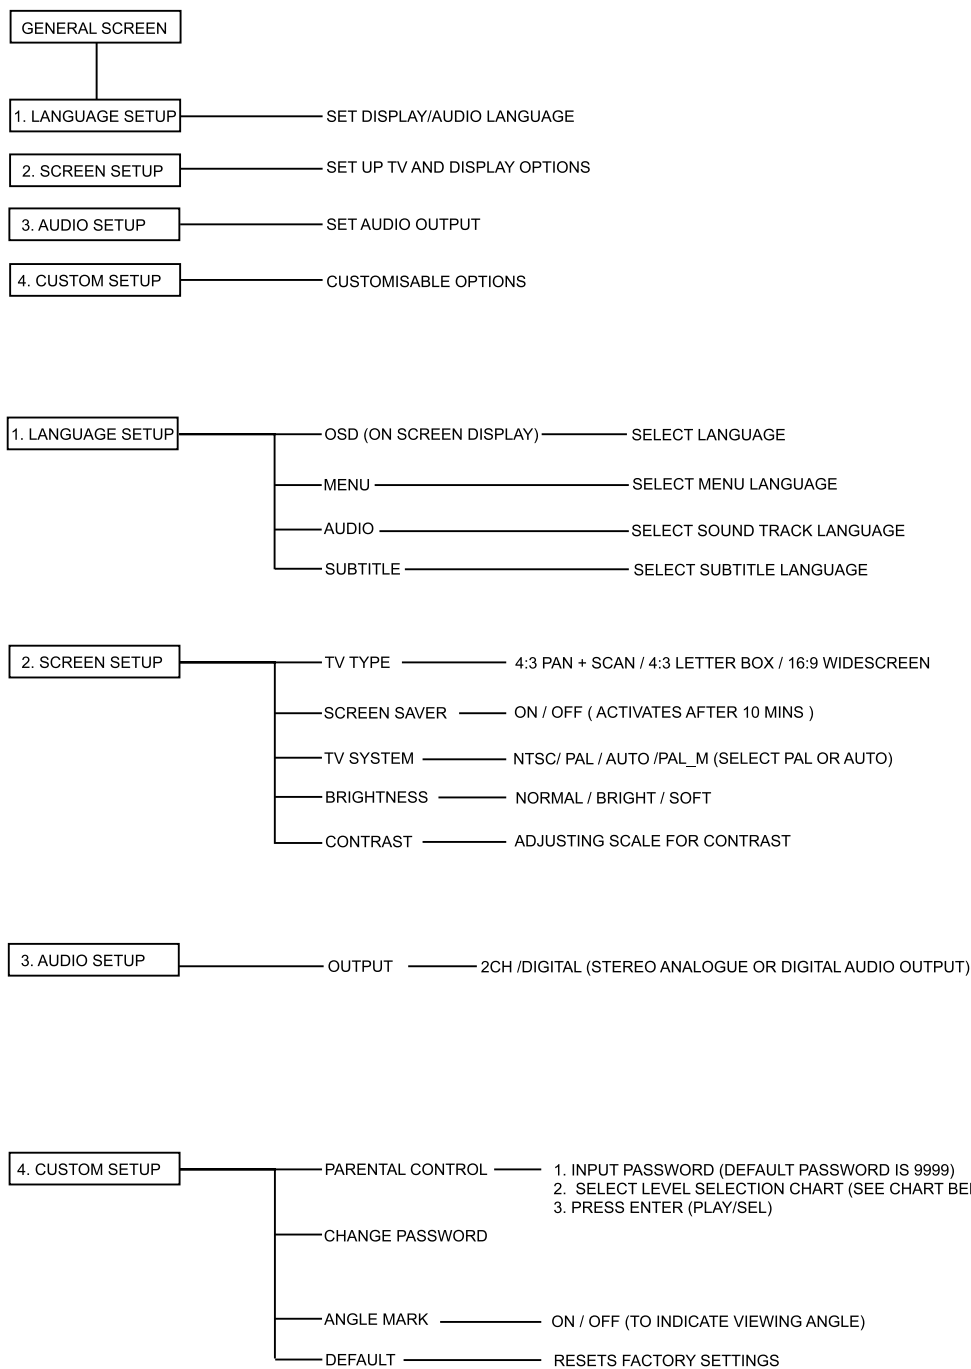 GENERAL SCREEN
1. LANGUAGE SETUP SET DISPLAY/AUDIO LANGUAGE
2. SCREEN SETUP SET UP TV AND DISPLAY OPTIONS
3. AUDIO SETUP SET AUDIO OUTPUT
4. CUSTOM SETUP CUSTOMISABLE OPTIONS
1. LANGUAGE SETUP OSD (ON SCREEN DISPLAY) SELECT LANGUAGE
MENU SELECT MENU LANGUAGE
AUDIO SELECT SOUND TRACK LANGUAGE
SUBTITLE SELECT SUBTITLE LANGUAGE
2. SCREEN SETUP TV TYPE 4:3 PAN + SCAN / 4:3 LETTER BOX / 16:9 WIDESCREEN
SCREEN SAVER ON / OFF ( ACTIVATES AFTER 10 MINS )
TV SYSTEM NTSC/ PAL / AUTO /PAL_M (SELECT PAL OR AUTO)
BRIGHTNESS NORMAL / BRIGHT / SOFT
CONTRAST ADJUSTING SCALE FOR CONTRAST
3. AUDIO SETUP OUTPUT 2CH /DIGITAL (STEREO ANALOGUE OR DIGITAL AUDIO OUTPUT)
4. CUSTOM SETUP PARENTAL CONTROL 1. INPUT PASSWORD (DEFAULT PASSWORD IS 9999)
2. SELECT LEVEL SELECTION CHART (SEE CHART
3. PRESS ENTER (PLAY/SEL)
CHANGE PASSWORD
ANGLE MARK ON / OFF (TO INDICATE VIEWING ANGLE)
DEFAULT RESETS FACTORY SETTINGS